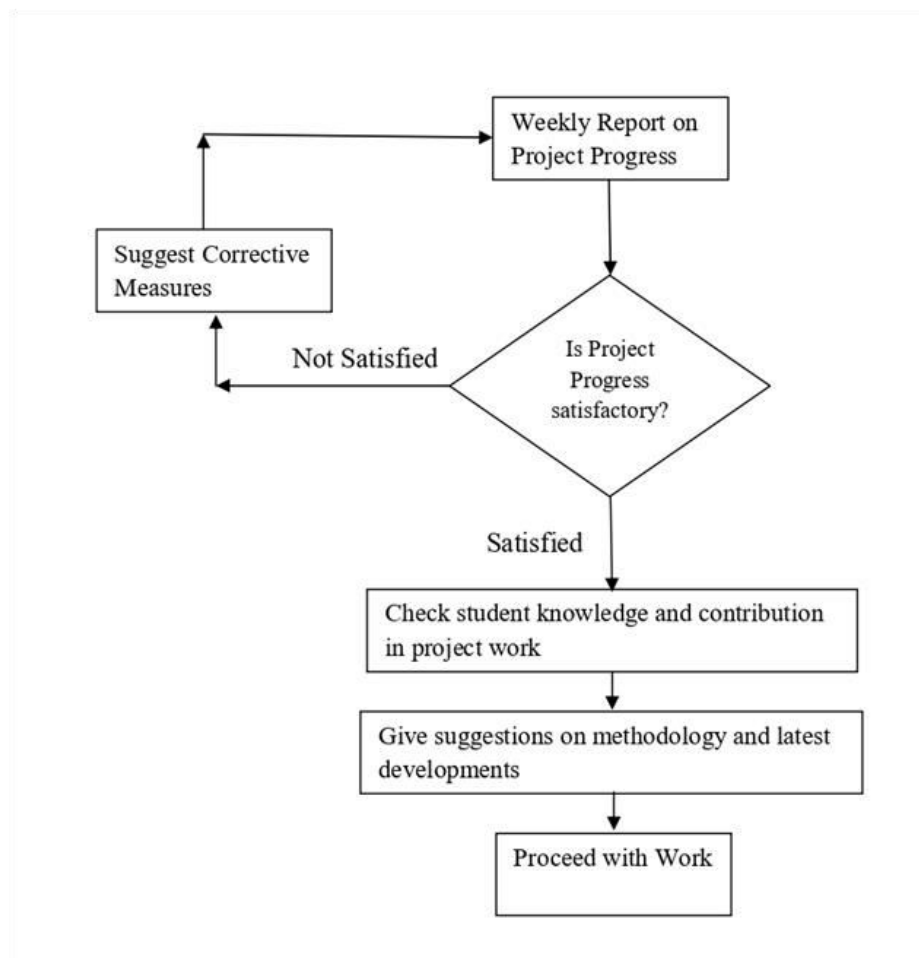 Weekly Report on
Project Progress
Suggest Corrective
Measures
Not Satisfied
Is Project
Progress
satisfactory?
Satisfied
Check student knowledge and contribution
in project work
Give suggestions on methodology and latest
developments
Proceed with Work